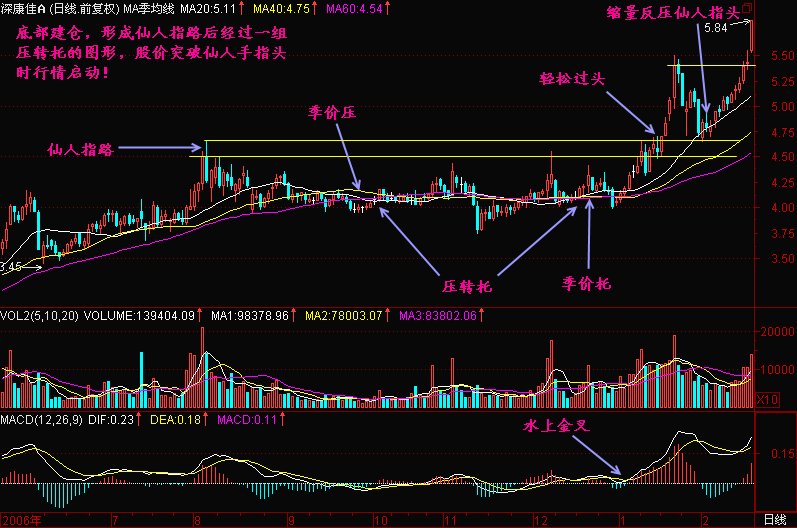 深康佳A (日线.前复权) MA季均线 MA20:5.11↑ MA40:4.75↑ MA60:4.54↑
缩量反压仙人指头
5.84
底部建仓，形成仙人指路后经过一组
压转托的图形，股价突破仙人手指头
时行情启动！
5.50
轻松过头
5.00
季价压
4.75
仙人指路
4.50
4.25
4.00
3.75
3.50
3.45
压转托
季价托
VOL2(5,10,20) VOLUME:139404.09↑ MA1:98378.96↑ MA2:78003.07↑ MA3:83802.06↑
20000
10000
X10
MACD(12,26,9) DIF:0.23↑ DEA:0.18↑ MACD:0.11↑
水上金叉
0.15
2006年 7 8 9 10 11 12 1 2 日线